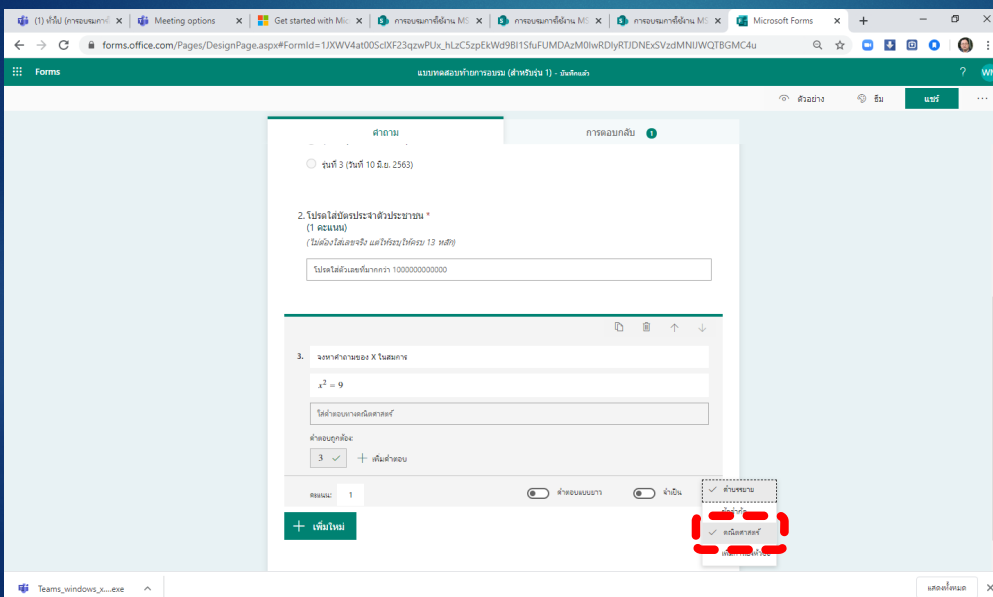 (1) ทั่วไป (การอบรมการใ
Meeting options
Get started with Mic
การอบรมการใช้งาน MS
การอบรมการใช้งาน MS
การอบรมการใช้งาน MS
Microsoft Forms
forms.office.com/Pages/DesignPage.aspx#FormId=1JXWV4at00SclXF23qzwPUx_hLzC5zpEkWd9BI1SfuFUMDAzM0IwRDIyRTJDNExSVzdMNlJWQTBGMC4u
Forms
แบบทดสอบท้ายการอบรม (สำหรับรุ่น 1) - บันทึกแล้ว
?
WM
ตัวอย่าง
ธีม
แชร์
...
คำถาม
การตอบกลับ 1
รุ่นที่ 3 (วันที่ 10 มิ.ย. 2563)
2. โปรดใส่บัตรประจำตัวประชาชน *
(1 คะแนน)
(ไม่ต้องใส่เลขจริง แต่ให้ระบุให้ครบ 13 หลัก)
โปรดใส่ตัวเลขที่มากกว่า 1000000000000
3. จงหาคำถามของ X ในสมการ
x² = 9
ใส่คำตอบทางคณิตศาสตร์
คำตอบถูกต้อง:
3
เพิ่มคำตอบ
คะแนน: 1
คำตอบแบบยาว
จำเป็น
คำบรรยาย
ข้อจำกัด
คณิตศาสตร์
เพิ่มใหม่
Teams_windows_x....exe
แสดงทั้งหมด